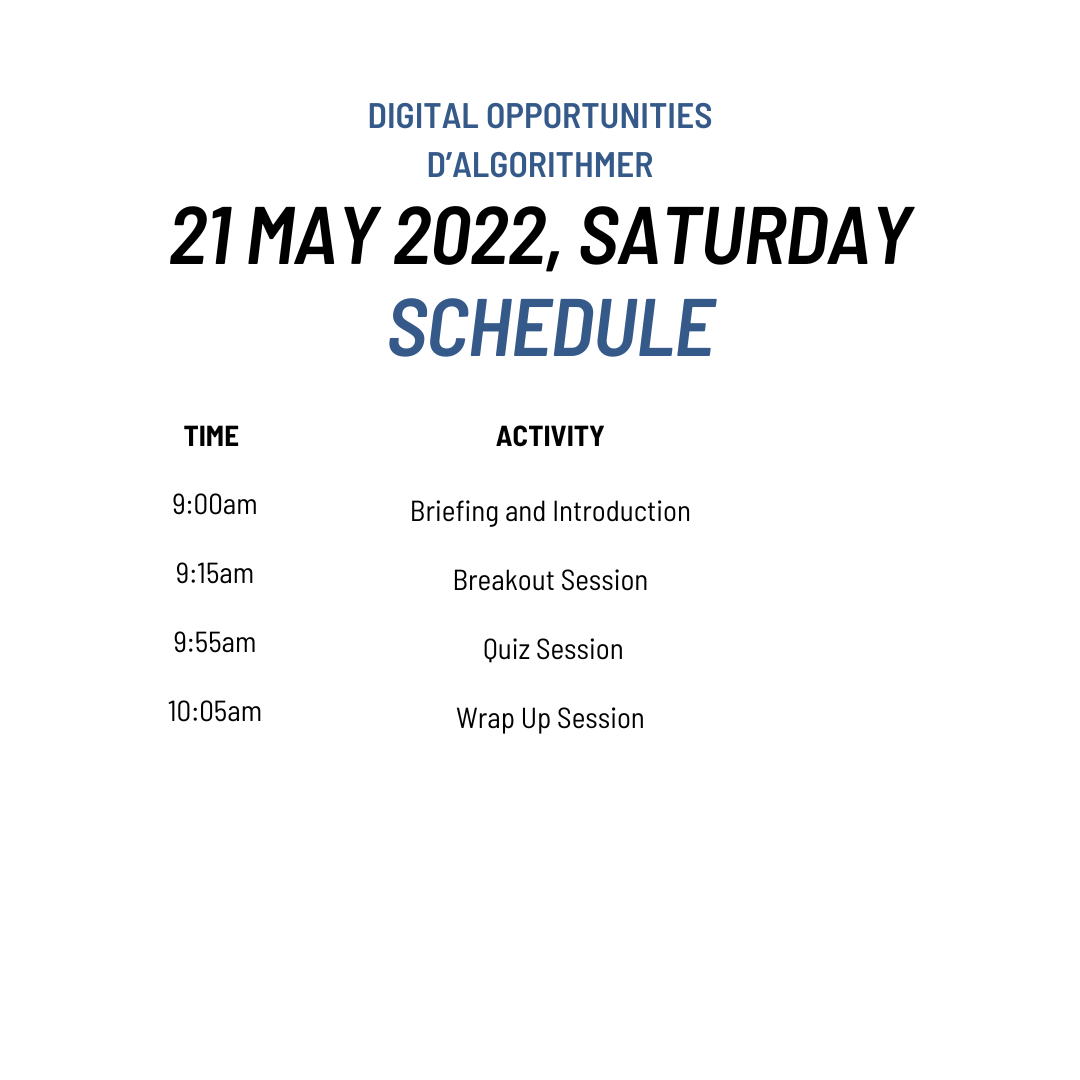 DIGITAL OPPORTUNITIES
D’ALGORITHMER
21 MAY 2022, SATURDAY
SCHEDULE
TIME ACTIVITY
9:00am Briefing and Introduction
9:15am Breakout Session
9:55am Quiz Session
10:05am Wrap Up Session